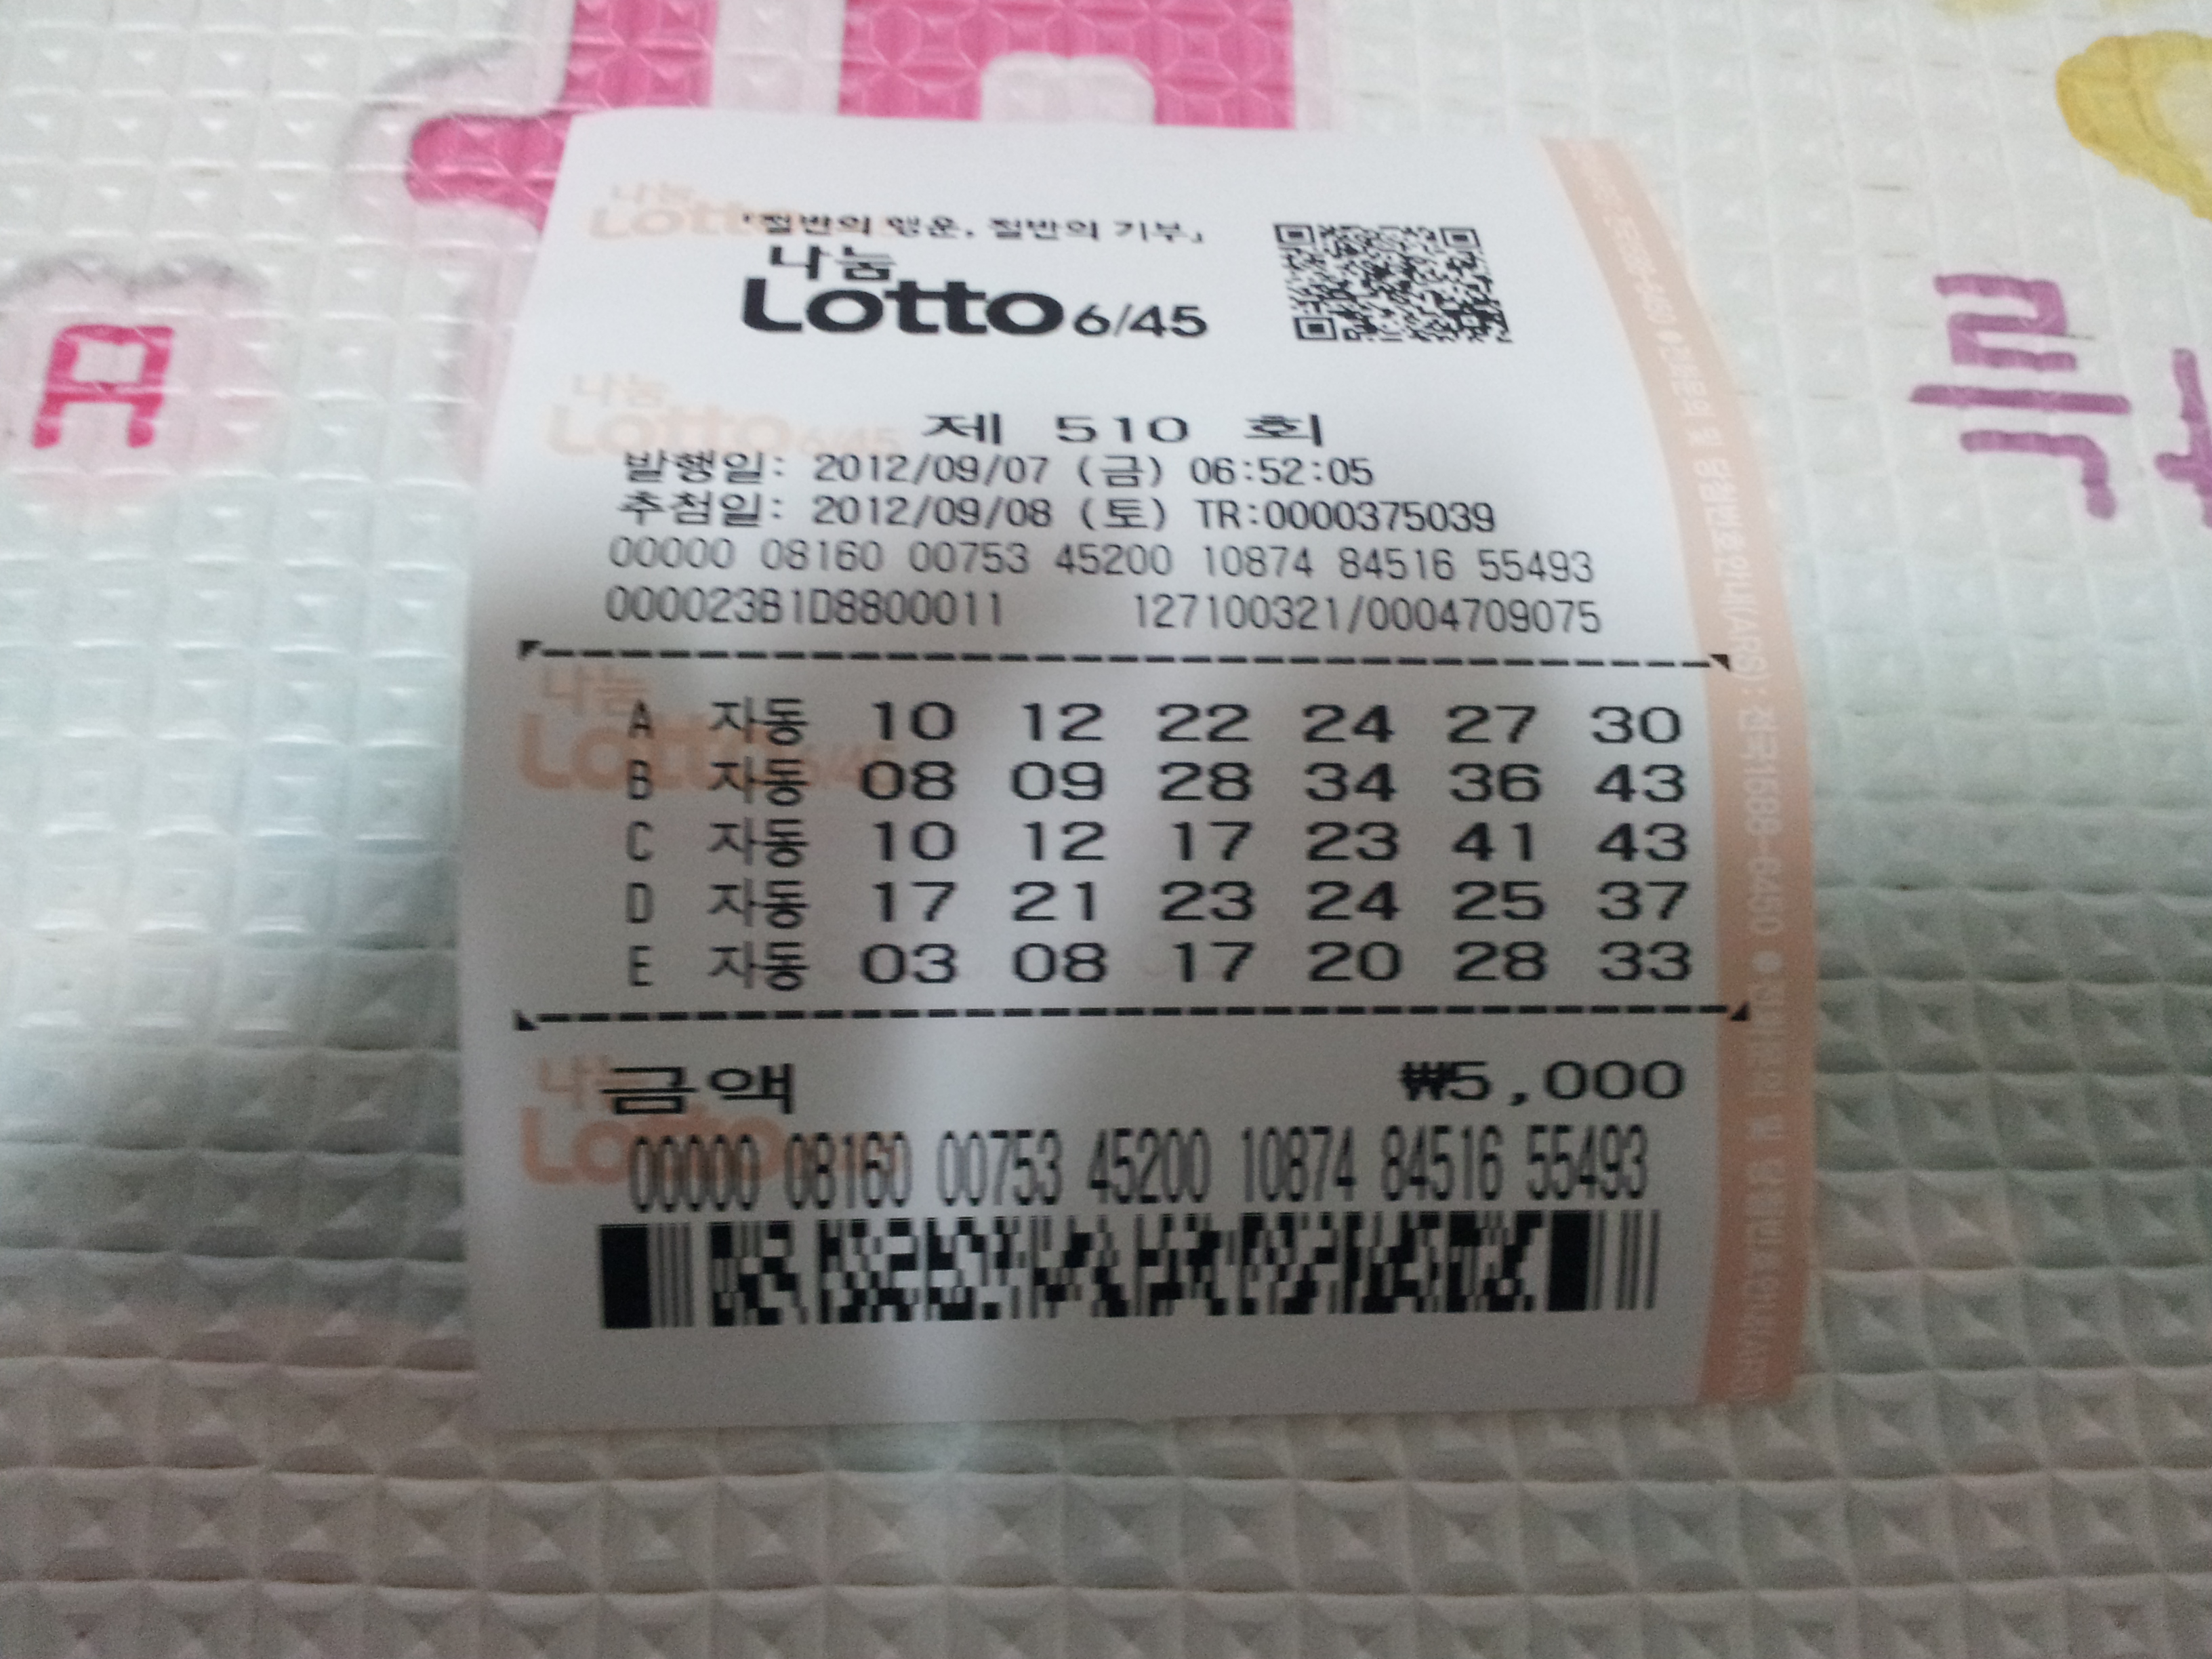 「절반의 행운, 절반의 기부」
나눔
Lotto 6/45
제 510 회
발행일: 2012/09/07 (금) 06:52:05
추첨일: 2012/09/08 (토) TR:0000375039
00000 08160 00753 45200 10874 84516 55493
000023B1D8800011 127100321/0004709075
A 자동 10 12 22 24 27 30
B 자동 08 09 28 34 36 43
C 자동 10 12 17 23 41 43
D 자동 17 21 23 24 25 37
E 자동 03 08 17 20 28 33
금액 ₩5,000
00000 08160 00753 45200 10874 84516 55493